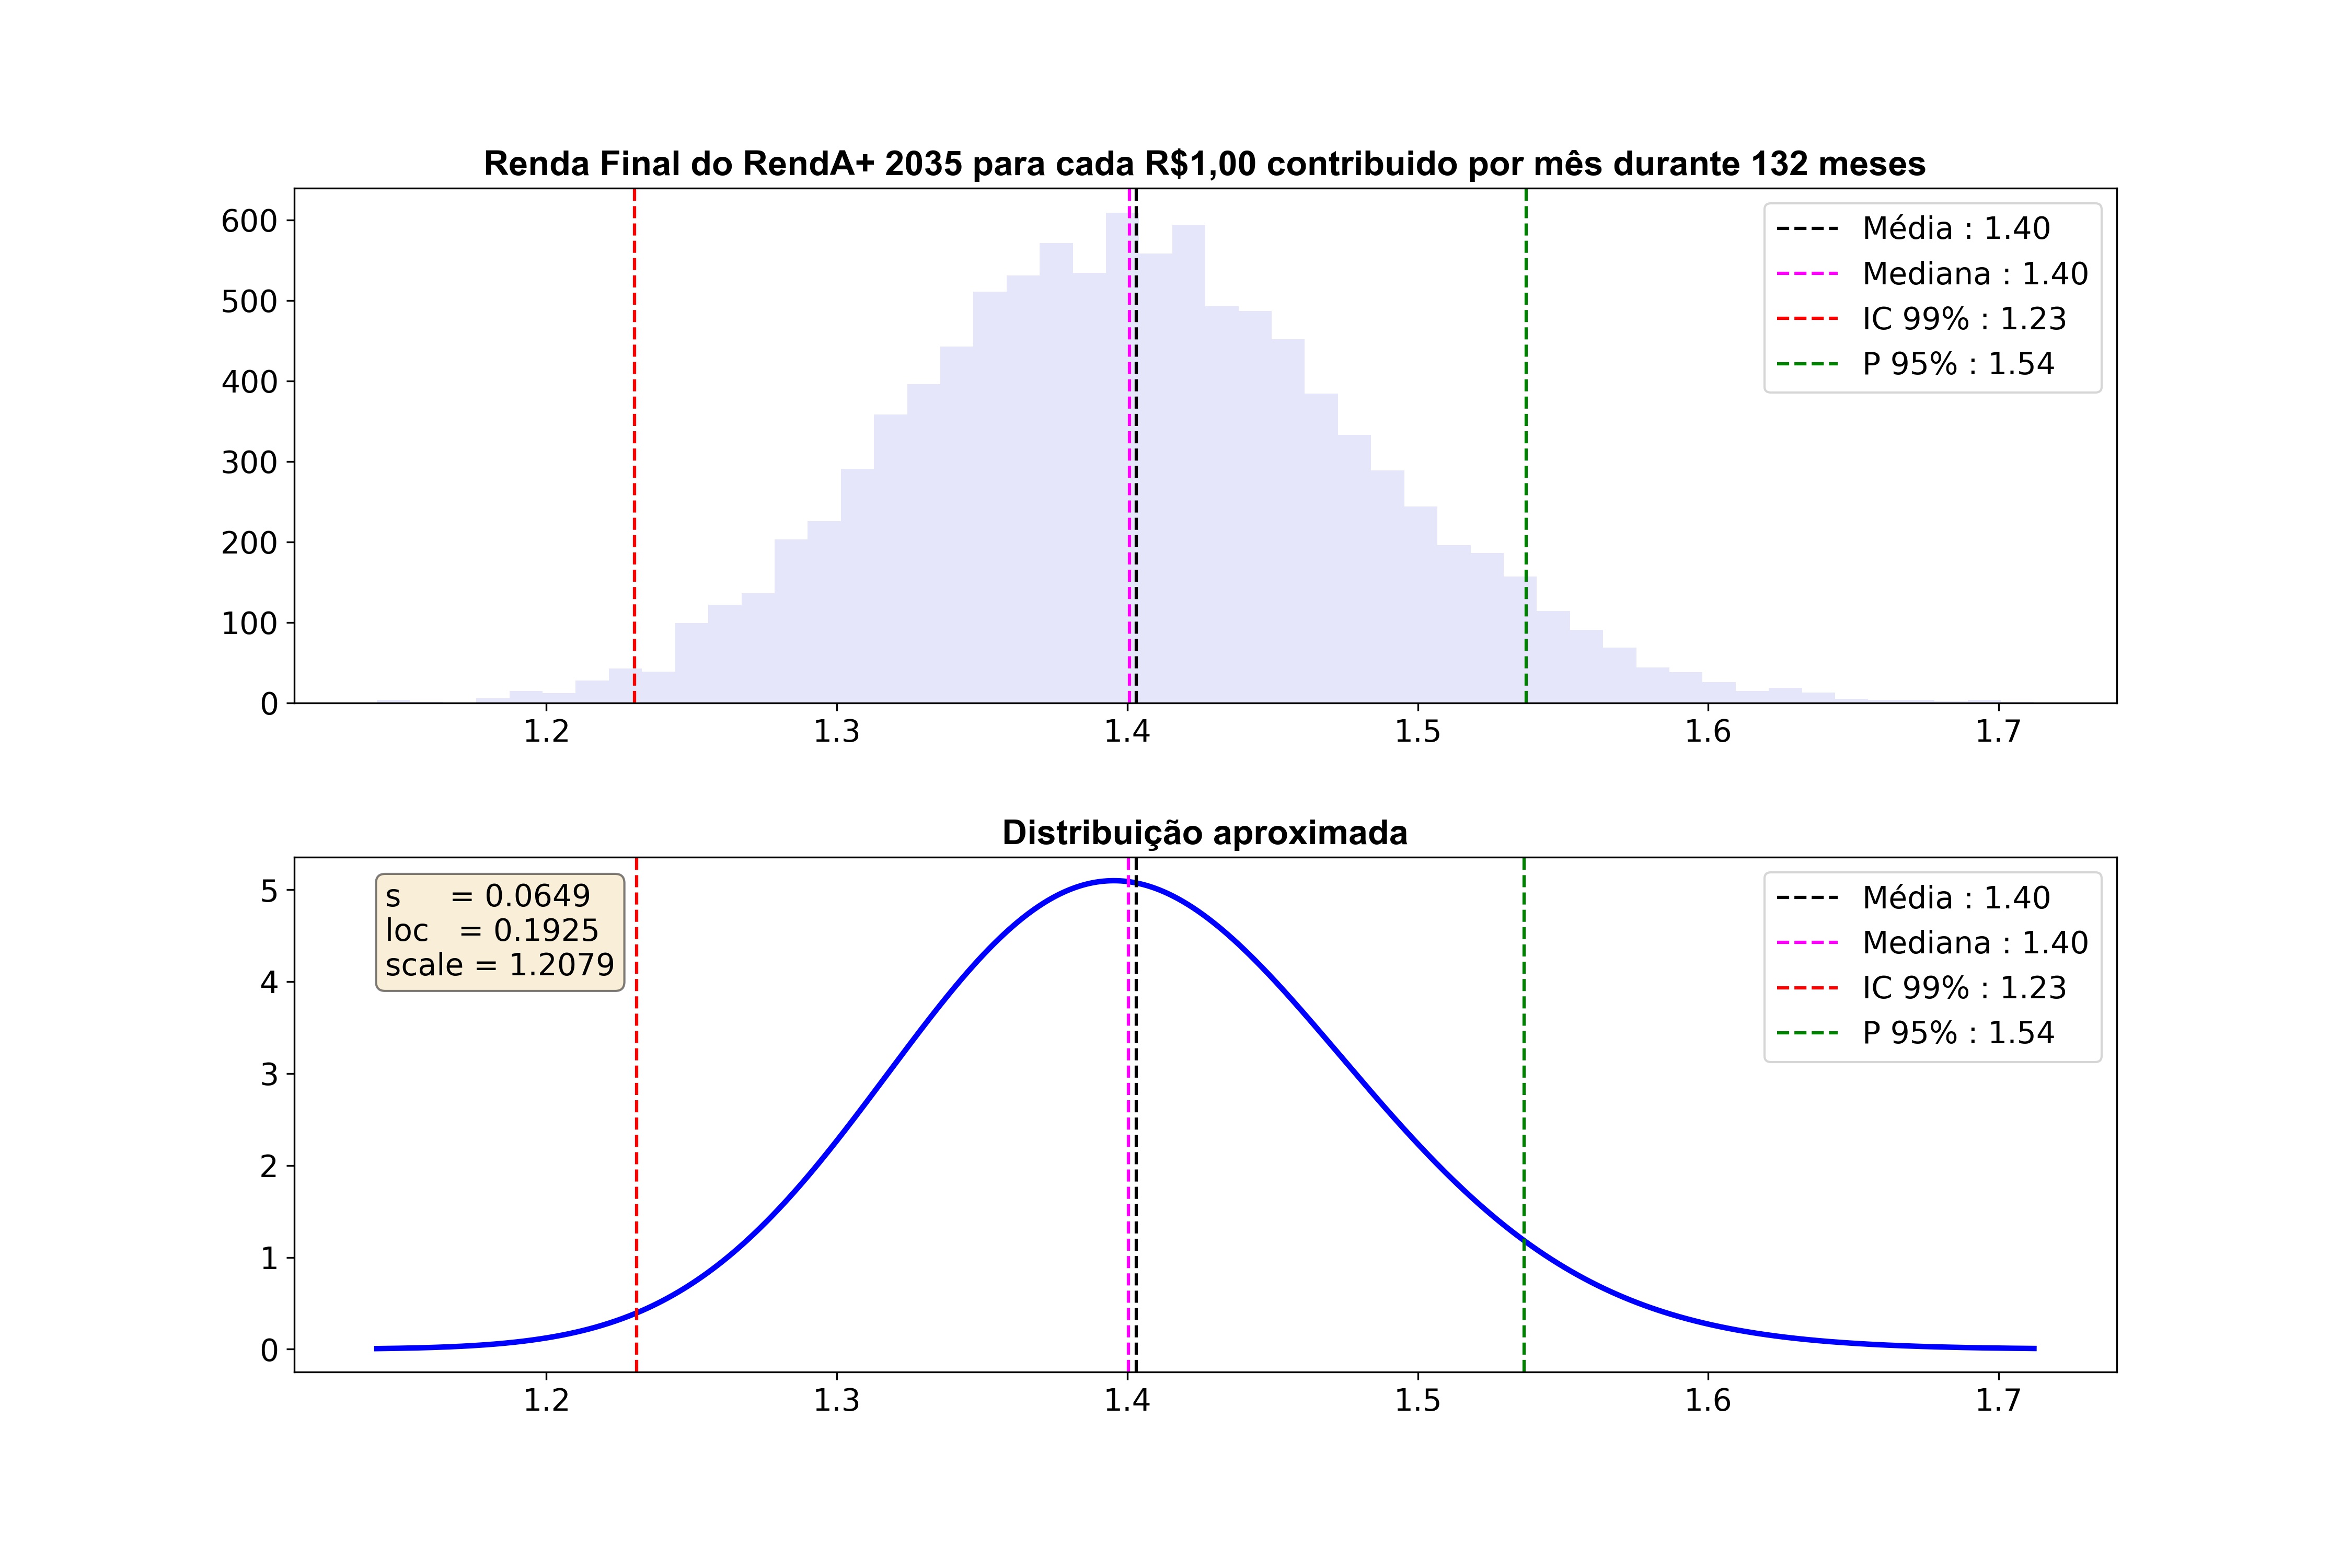 Renda Final do RendA+ 2035 para cada R$1,00 contribuido por mês durante 132 meses
600
500
400
300
200
100
0
1.2 1.3 1.4 1.5 1.6 1.7
Média : 1.40
Mediana : 1.40
IC 99% : 1.23
P 95% : 1.54
Distribuição aproximada
5
4
3
2
1
0
1.2 1.3 1.4 1.5 1.6 1.7
s = 0.0649
loc = 0.1925
scale = 1.2079
Média : 1.40
Mediana : 1.40
IC 99% : 1.23
P 95% : 1.54